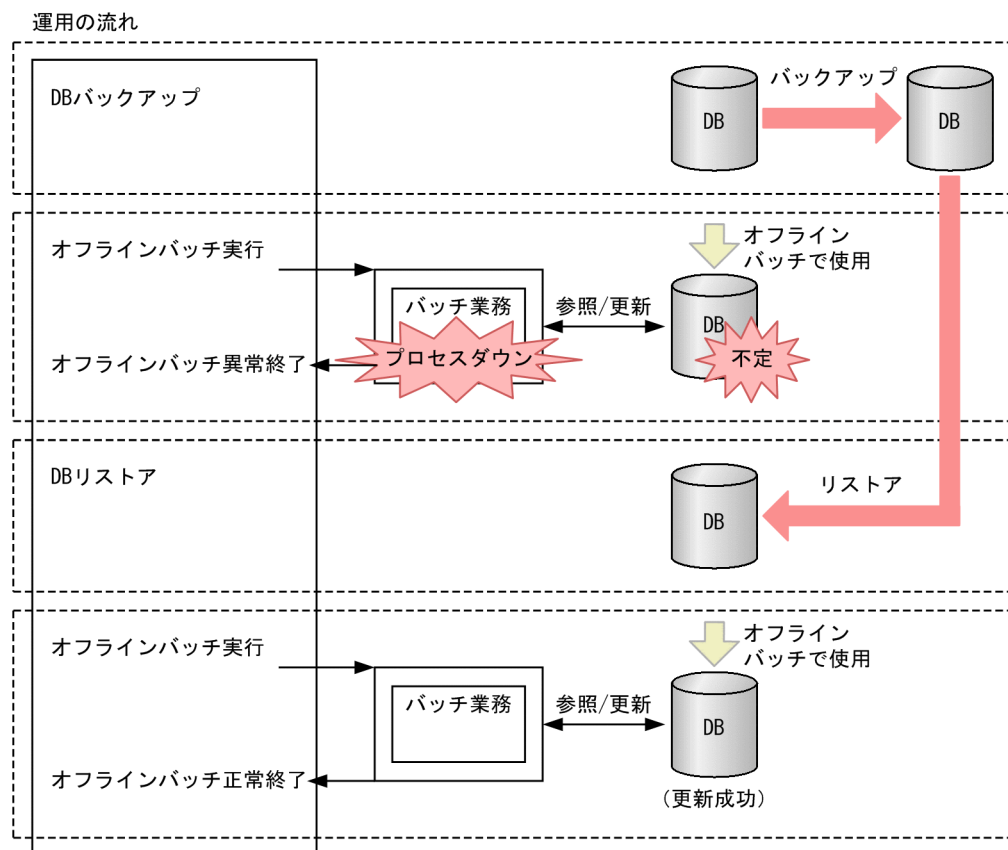 運用の流れ
DBバックアップ
バックアップ
DB
DB
オフラインバッチ実行
オフライン
バッチで使用
バッチ業務
参照/更新
DB
オフラインバッチ異常終了
プロセスダウン
不定
DBリストア
リストア
DB
オフラインバッチ実行
オフライン
バッチで使用
バッチ業務
参照/更新
DB
オフラインバッチ正常終了
(更新成功)